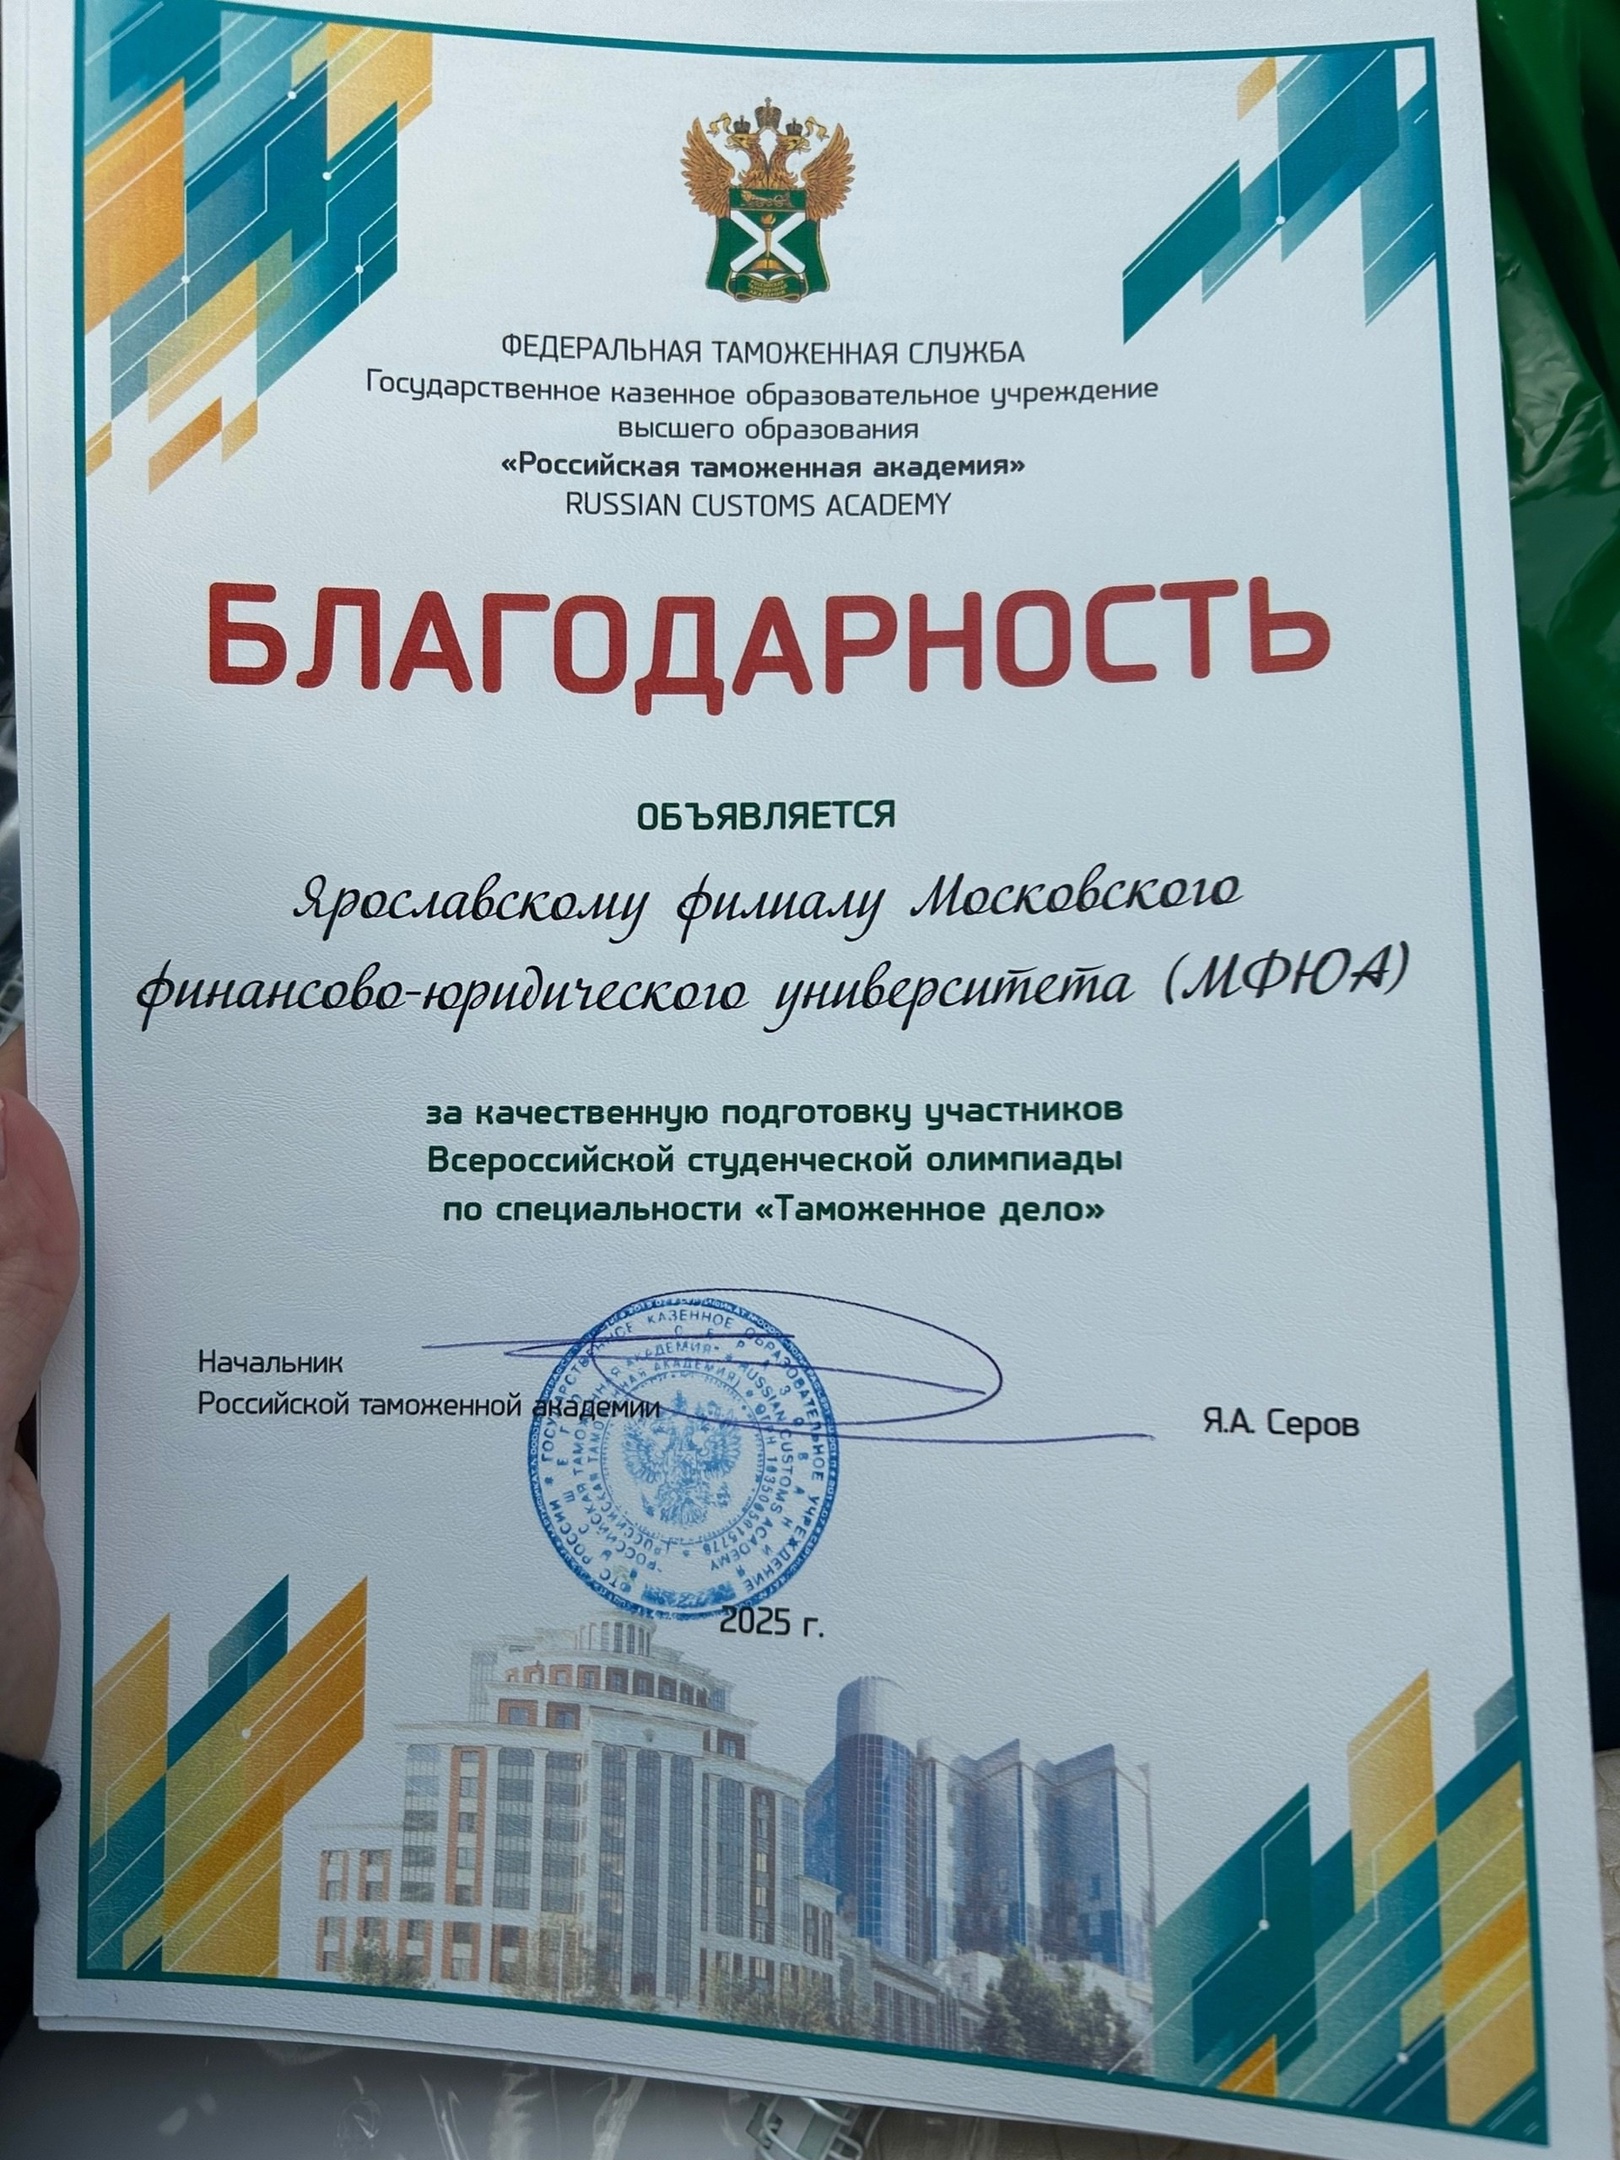 ФЕДЕРАЛЬНАЯ ТАМОЖЕННАЯ СЛУЖБА
Государственное казенное образовательное учреждение
высшего образования
«Российская таможенная академия»
RUSSIAN CUSTOMS ACADEMY
БЛАГОДАРНОСТЬ
ОБЪЯВЛЯЕТСЯ
Ярославскому филиалу Московского
финансово-юридического университета (МФЮА)
за качественную подготовку участников
Всероссийской студенческой олимпиады
по специальности «Таможенное дело»
Начальник
Российской таможенной академии
Я.А. Серов
2025 г.